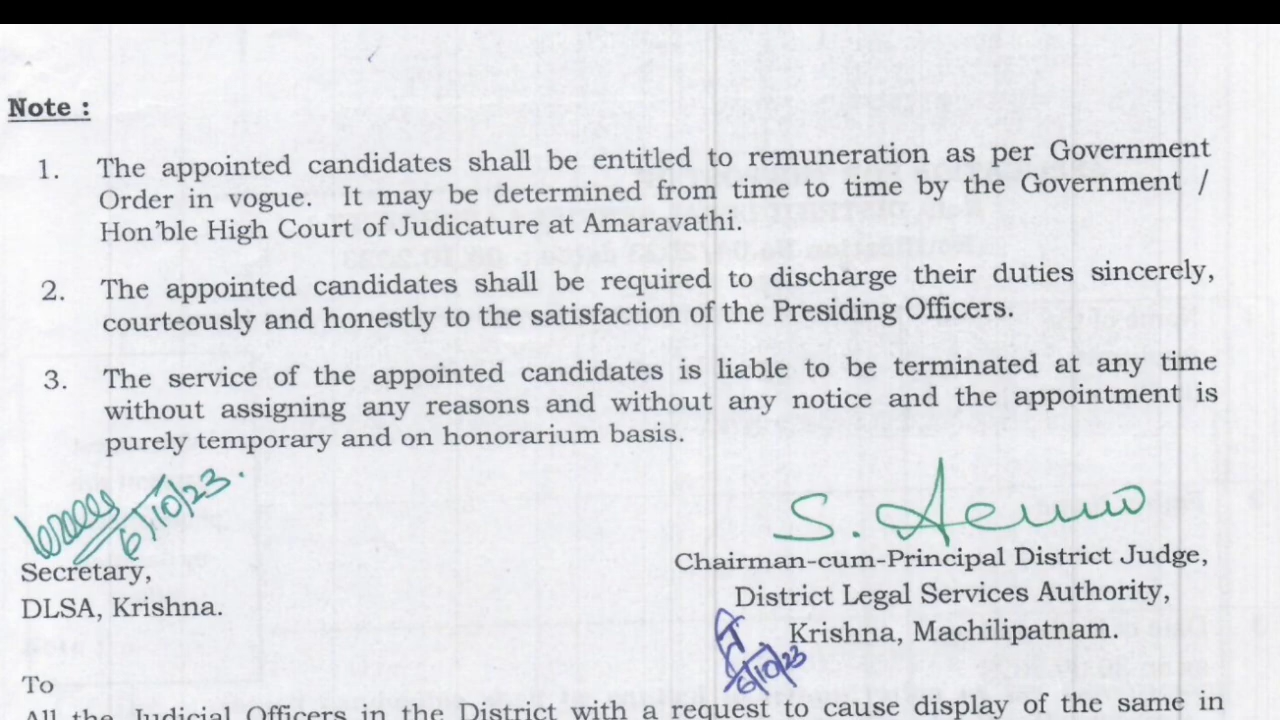 Note :
1. The appointed candidates shall be entitled to remuneration as per Government
Order in vogue. It may be determined from time to time by the Government /
Hon'ble High Court of Judicature at Amaravathi.
2. The appointed candidates shall be required to discharge their duties sincerely,
courteously and honestly to the satisfaction of the Presiding Officers.
3. The service of the appointed candidates is liable to be terminated at any time
without assigning any reasons and without any notice and the appointment is
purely temporary and on honorarium basis.
6/10/23.
Secretary,
DLSA, Krishna.
S.
Chairman-cum-Principal District Judge,
District Legal Services Authority,
Krishna, Machilipatnam.
6/10/23
To
All the Judicial Officers in the District with a request to cause display of the same in